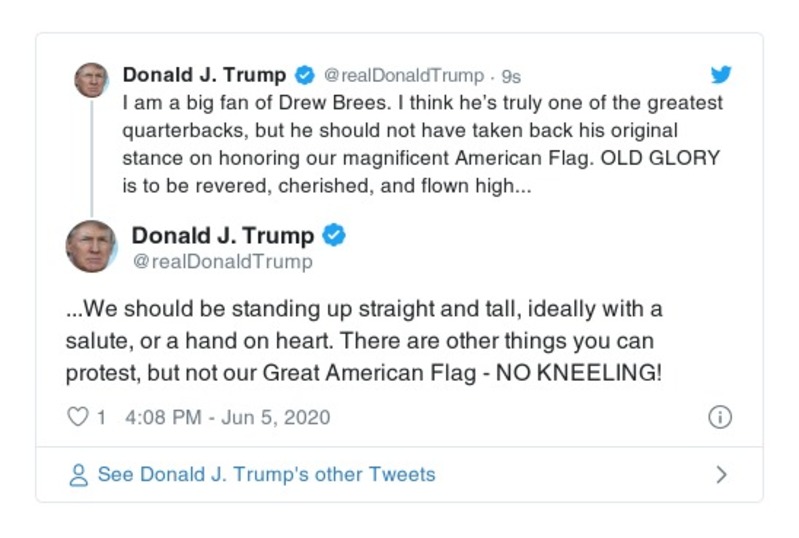 Donald J. Trump @realDonaldTrump · 9s
I am a big fan of Drew Brees. I think he's truly one of the greatest
quarterbacks, but he should not have taken back his original
stance on honoring our magnificent American Flag. OLD GLORY
is to be revered, cherished, and flown high...
Donald J. Trump
@realDonaldTrump
...We should be standing up straight and tall, ideally with a
salute, or a hand on heart. There are other things you can
protest, but not our Great American Flag - NO KNEELING!
1 4:08 PM - Jun 5, 2020
See Donald J. Trump's other Tweets